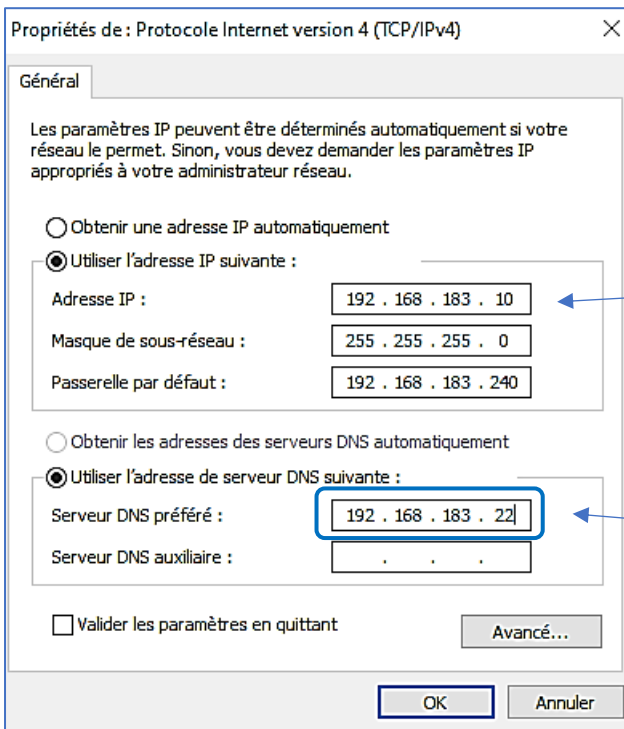 Propriétés de : Protocole Internet version 4 (TCP/IPv4)
Général
Les paramètres IP peuvent être déterminés automatiquement si votre
réseau le permet. Sinon, vous devez demander les paramètres IP
appropriés à votre administrateur réseau.
Obtenir une adresse IP automatiquement
Utiliser l'adresse IP suivante :
Adresse IP : 192 . 168 . 183 . 10
Masque de sous-réseau : 255 . 255 . 255 . 0
Passerelle par défaut : 192 . 168 . 183 . 240
Obtenir les adresses des serveurs DNS automatiquement
Utiliser l'adresse de serveur DNS suivante :
Serveur DNS préféré : 192 . 168 . 183 . 22
Serveur DNS auxiliaire : . . .
Valider les paramètres en quittant
Avancé...
OK Annuler